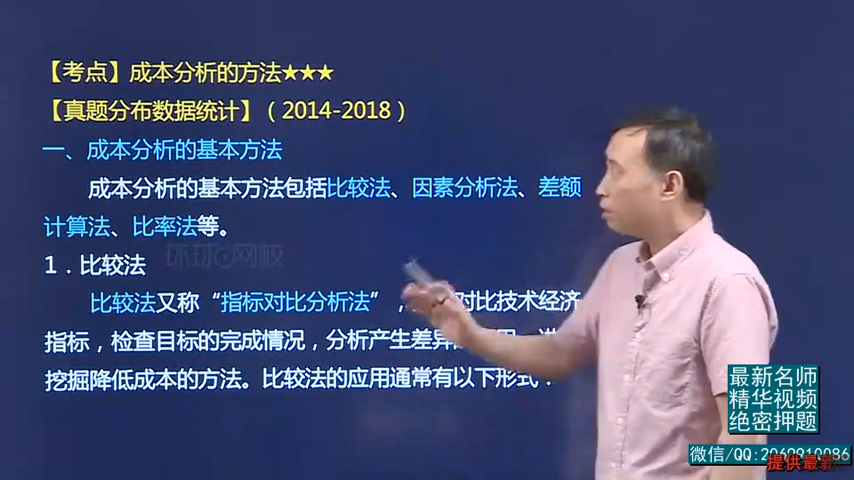 【考点】成本分析的方法★★★
【真题分布数据统计】（2014-2018）
一、成本分析的基本方法
成本分析的基本方法包括比较法、因素分析法、差额
计算法、比率法等。
1．比较法
环球网校
比较法又称“指标对比分析法”，对比技术经济
指标，检查目标的完成情况，分析产生差异
挖掘降低成本的方法。比较法的应用通常有以下形式：
最新名师
精华视频
绝密押题
微信/QQ:2069910086
提供最新